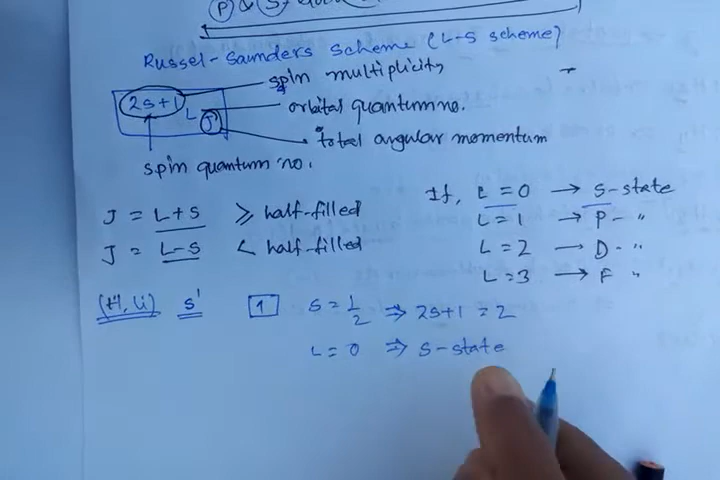 (P)
Russel-Saunders Scheme (L-S scheme)
spin multiplicity
2s+1 L J
orbital quantum no.
total angular momentum
spin quantum no.
J = L+S ≥ half-filled
J = L-S < half-filled
If, L=0 → S-state
L=1 → P- "
L=2 → D- "
L=3 → F "
(H, Li) s¹ 1 S = 1/2 ⇒ 2s+1 = 2
L = 0 ⇒ S-state